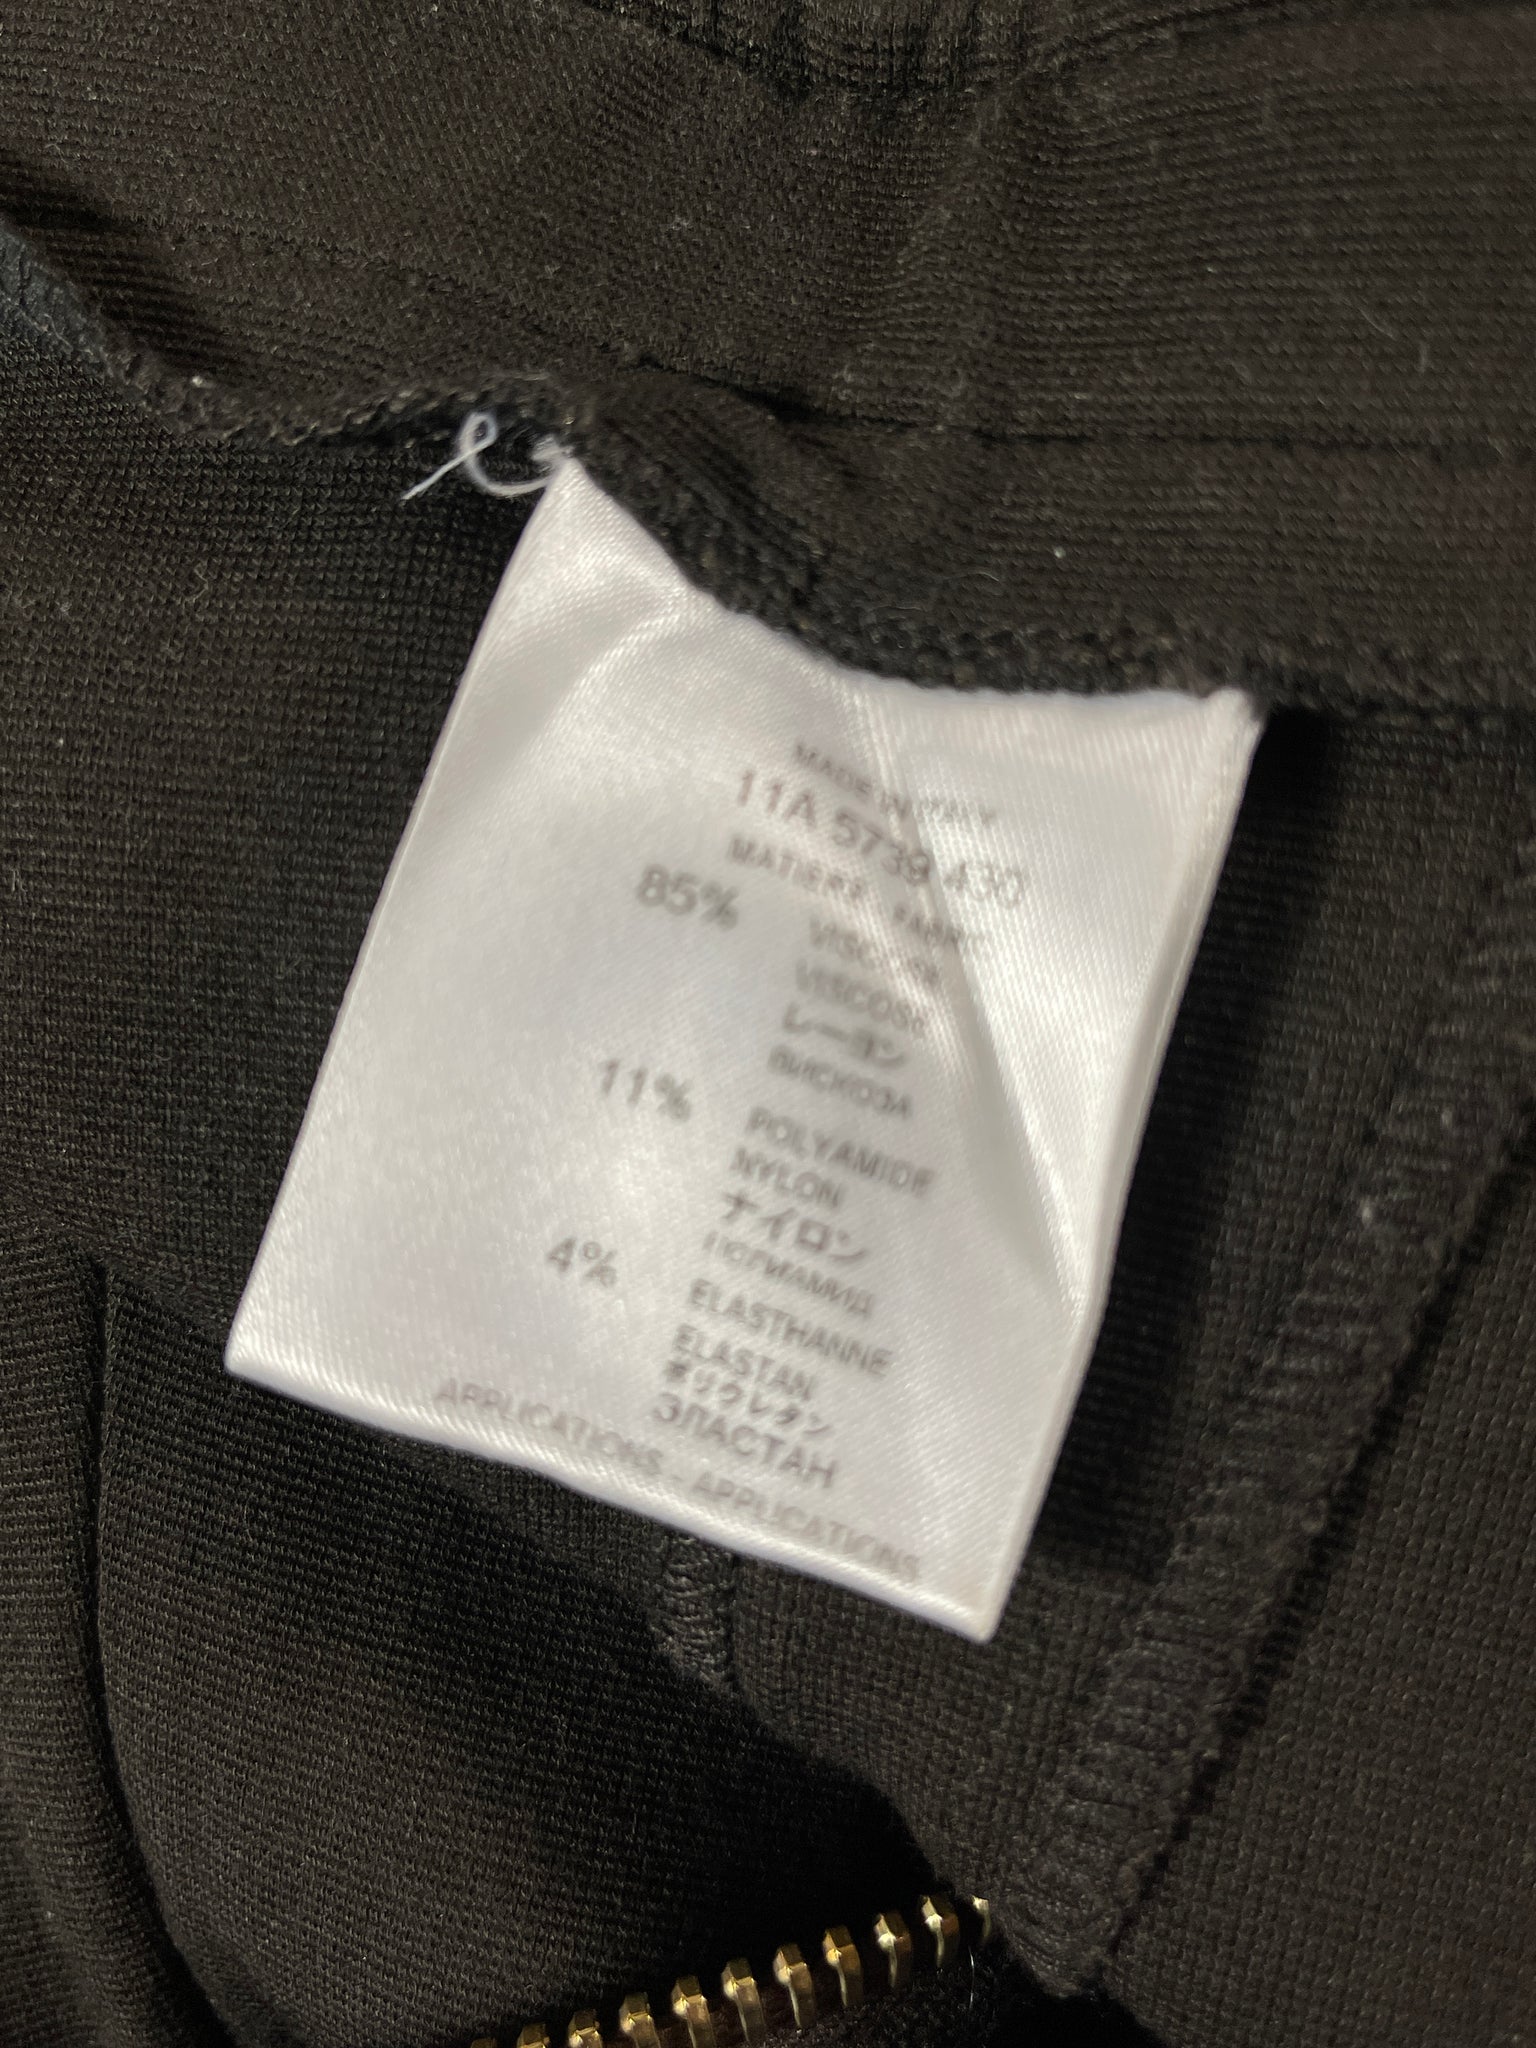 MADE IN ITALY
11A 5739 430
MATIERE FABRIC
85% VISCOSE
VISCOSE
レーヨン
ВИСКОЗА
11% POLYAMIDE
NYLON
ナイロン
ПОЛИАМИД
4% ELASTHANNE
ELASTAN
ポリウレタン
ЭЛАСТАН
APPLICATIONS - APPLICATIONS